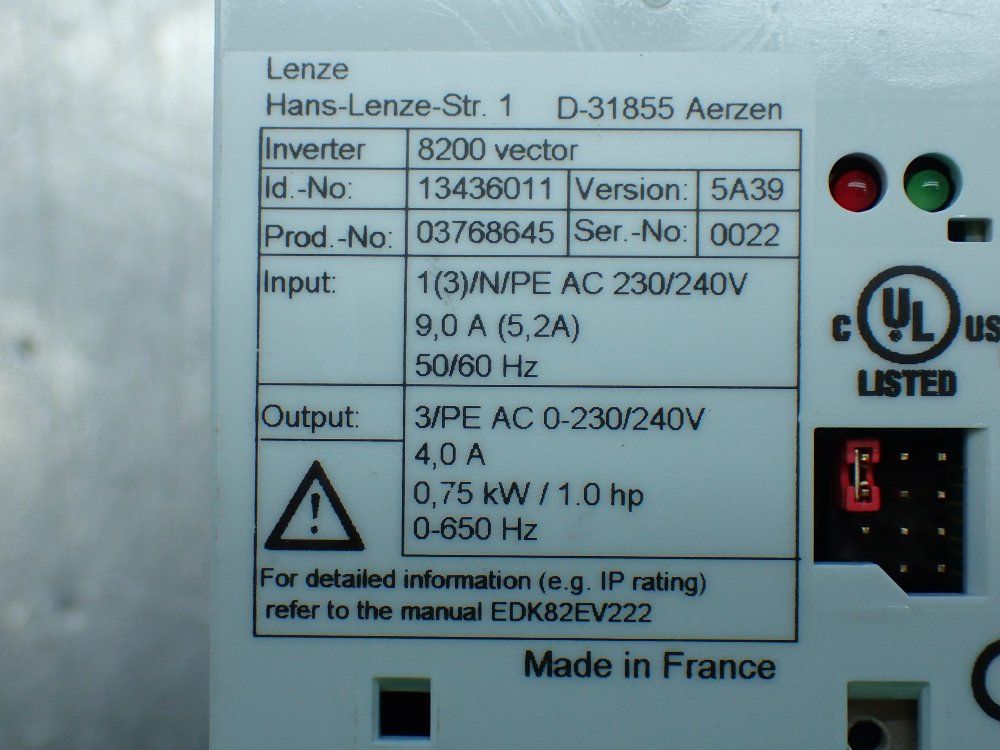 Lenze
Hans-Lenze-Str. 1 D-31855 Aerzen
Inverter 8200 vector
Id.-No: 13436011 Version: 5A39
Prod.-No: 03768645 Ser.-No: 0022
Input: 1(3)/N/PE AC 230/240V
9,0 A (5,2A)
50/60 Hz
Output: 3/PE AC 0-230/240V
4,0 A
0,75 kW / 1.0 hp
0-650 Hz
For detailed information (e.g. IP rating)
refer to the manual EDK82EV222
Made in France
C UL US
LISTED